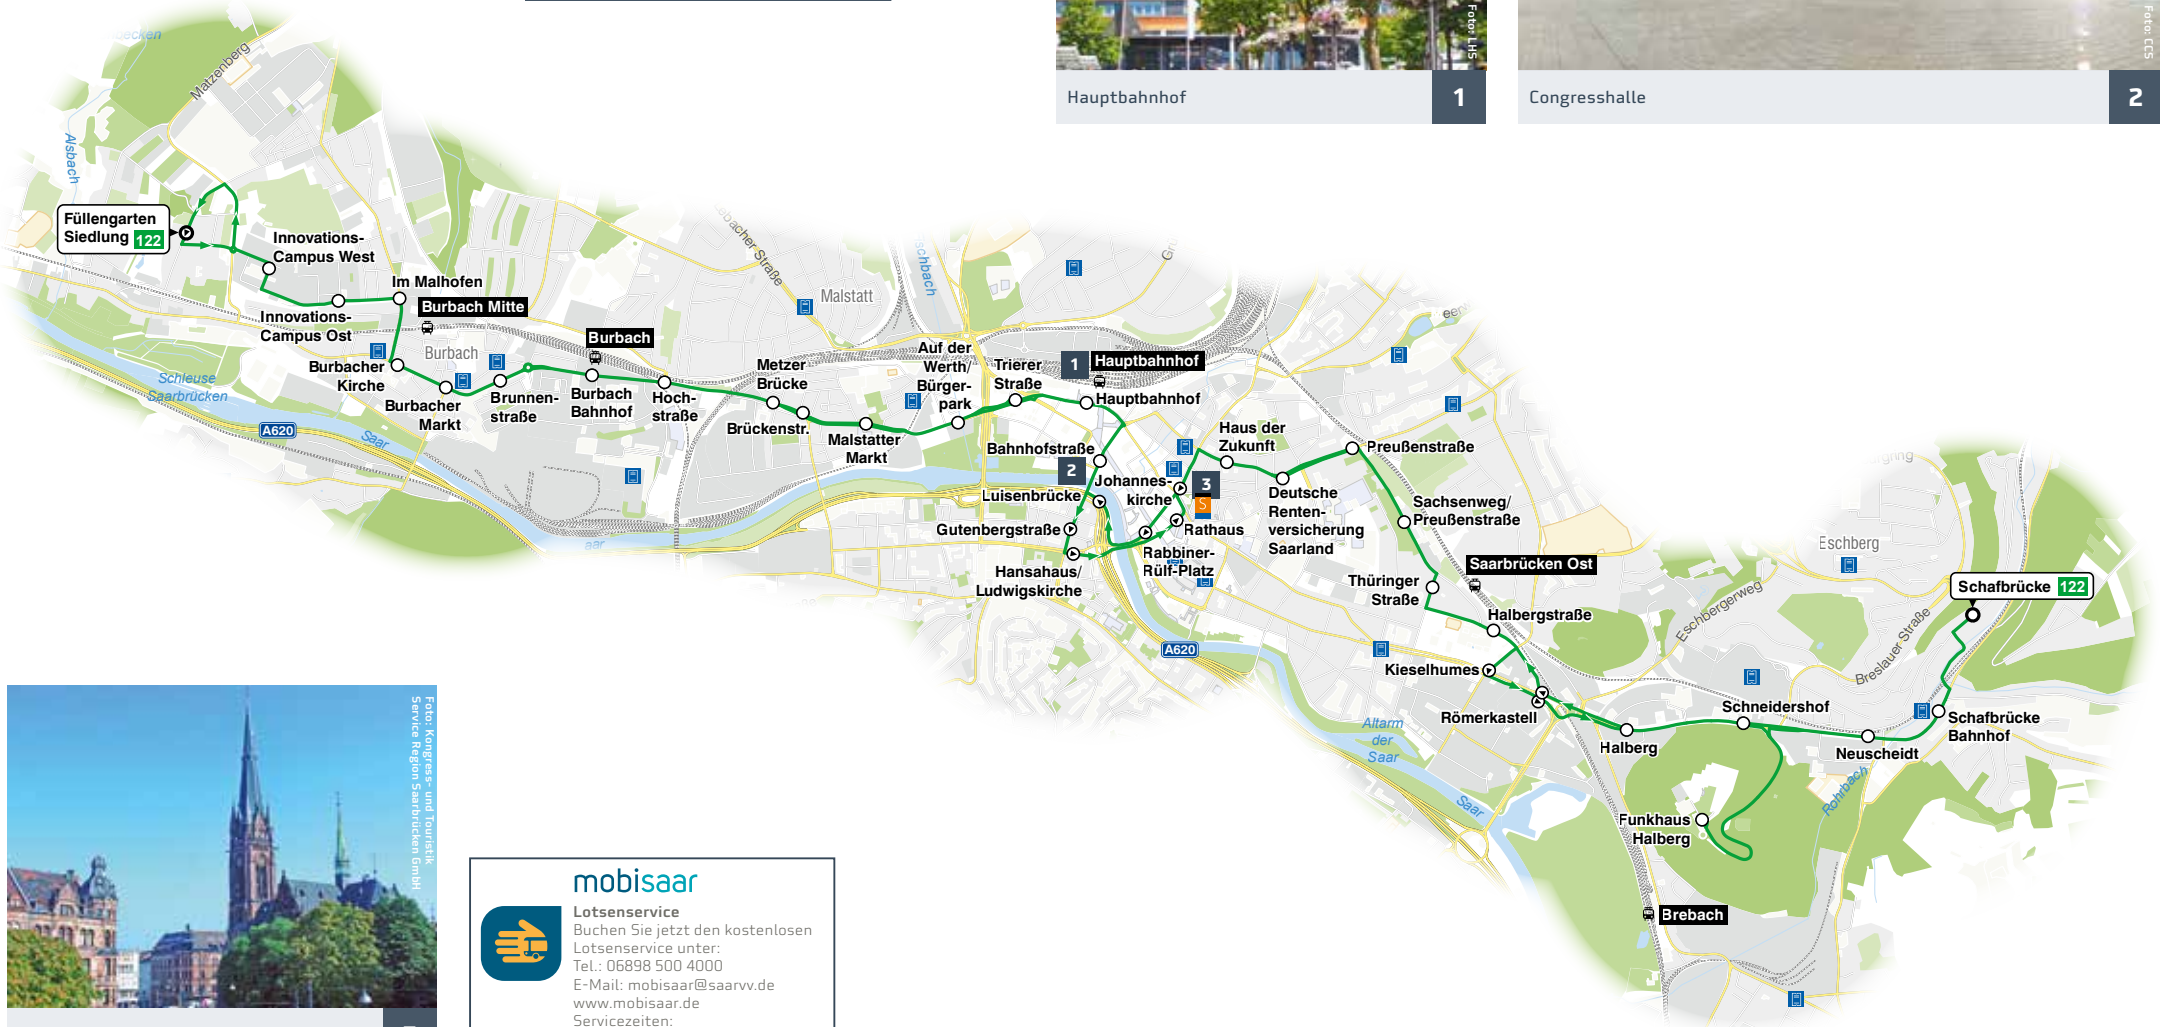 Foto: LHS
Hauptbahnhof
1
Foto: CCS
Congresshalle
2
Matzenberg
Alsbach
Füllengarten
Siedlung 122
Innovations-
Campus West
Innovations-
Campus Ost
Im Malhofen
Burbach Mitte
Burbach
Burbacher
Kirche
Burbacher
Markt
Brunnen-
straße
Burbach
Burbach
Bahnhof
Hoch-
straße
Schleuse
Saarbrücken
A620
Saar
Malstatt
Metzer
Brücke
Brückenstr.
Malstatter
Markt
Auf der
Werth/
Bürger-
park
Trierer
Straße
1
Hauptbahnhof
Hauptbahnhof
Bahnhofstraße
2
Luisenbrücke
Gutenbergstraße
Hansahaus/
Ludwigskirche
Johannes-
kirche
3
S
Rathaus
Rabbiner-
Rülf-Platz
Haus der
Zukunft
Deutsche
Renten-
versicherung
Saarland
Preußenstraße
Sachsenweg/
Preußenstraße
Thüringer
Straße
Saarbrücken Ost
Halbergstraße
Kieselhumes
Römerkastell
A620
Altarm
der
Saar
Saar
Halberg
Schneidershof
Funkhaus
Halberg
Neuscheidt
Rohrbach
Schafbrücke
Bahnhof
Schafbrücke 122
Eschberg
Eschbergerweg
Breslauer Straße
Brebach
Foto: Kongress- und Touristik
Service Region Saarbrücken GmbH
mobisaar
Lotsenservice
Buchen Sie jetzt den kostenlosen
Lotsenservice unter:
Tel.: 06898 500 4000
E-Mail: mobisaar@saarvv.de
www.mobisaar.de
Servicezeiten: